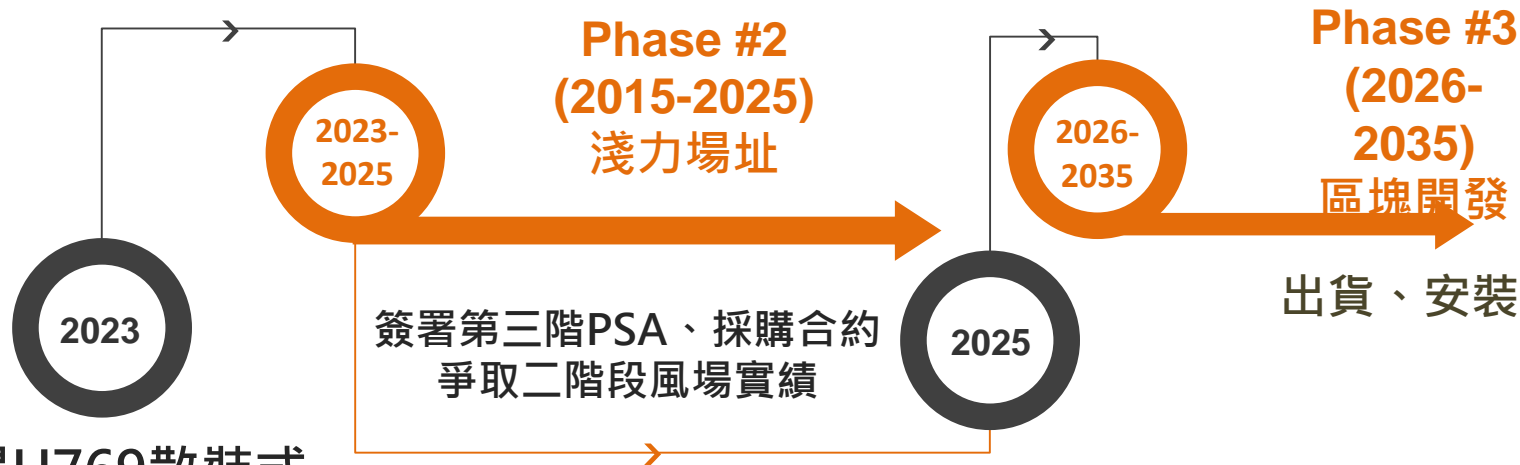 2023
2023-
2025
Phase #2
(2015-2025)
淺力場址
簽署第三階PSA、採購合約
爭取二階段風場實績
2025
2026-
2035
Phase #3
(2026-
2035)
區塊開發
出貨、安裝